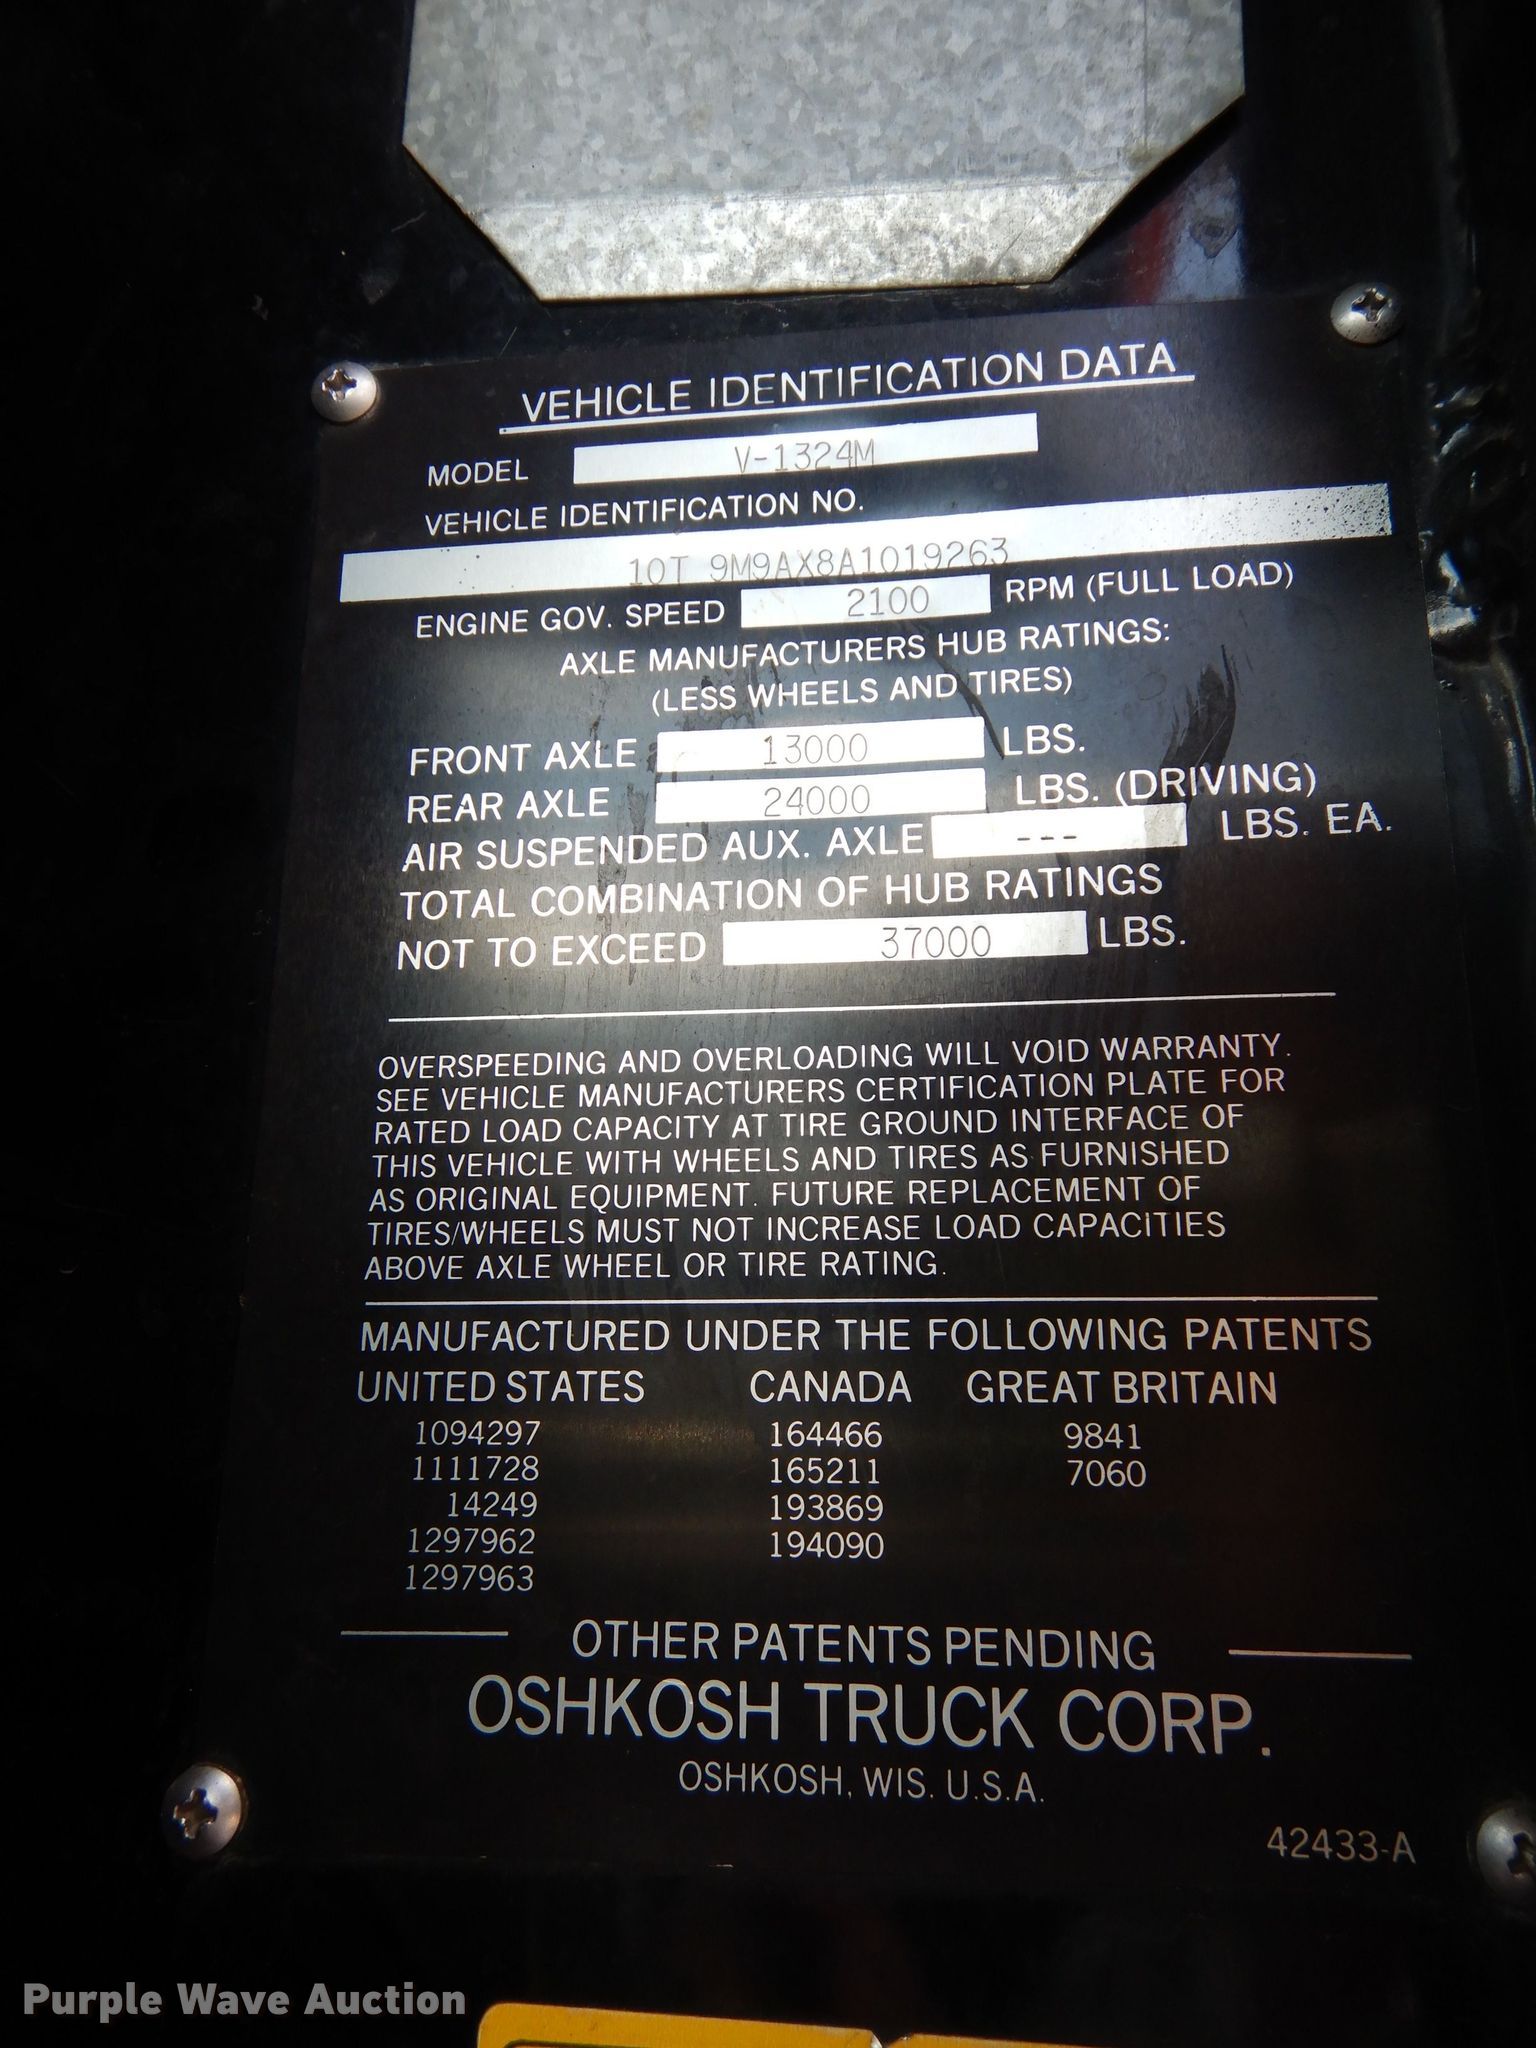 VEHICLE IDENTIFICATION DATA
MODEL V-1324M
VEHICLE IDENTIFICATION NO.
10T 9M9AX8A1019263
ENGINE GOV. SPEED 2100 RPM (FULL LOAD)
AXLE MANUFACTURERS HUB RATINGS:
(LESS WHEELS AND TIRES)
FRONT AXLE 13000 LBS.
REAR AXLE 24000 LBS. (DRIVING)
AIR SUSPENDED AUX. AXLE --- LBS. EA.
TOTAL COMBINATION OF HUB RATINGS
NOT TO EXCEED 37000 LBS.
OVERSPEEDING AND OVERLOADING WILL VOID WARRANTY.
SEE VEHICLE MANUFACTURERS CERTIFICATION PLATE FOR
RATED LOAD CAPACITY AT TIRE GROUND INTERFACE OF
THIS VEHICLE WITH WHEELS AND TIRES AS FURNISHED
AS ORIGINAL EQUIPMENT. FUTURE REPLACEMENT OF
TIRES/WHEELS MUST NOT INCREASE LOAD CAPACITIES
ABOVE AXLE WHEEL OR TIRE RATING.
MANUFACTURED UNDER THE FOLLOWING PATENTS
UNITED STATES CANADA GREAT BRITAIN
1094297 164466 9841
1111728 165211 7060
14249 193869
1297962 194090
1297963
OTHER PATENTS PENDING
OSHKOSH TRUCK CORP.
OSHKOSH, WIS. U.S.A.
42433-A
Purple Wave Auction